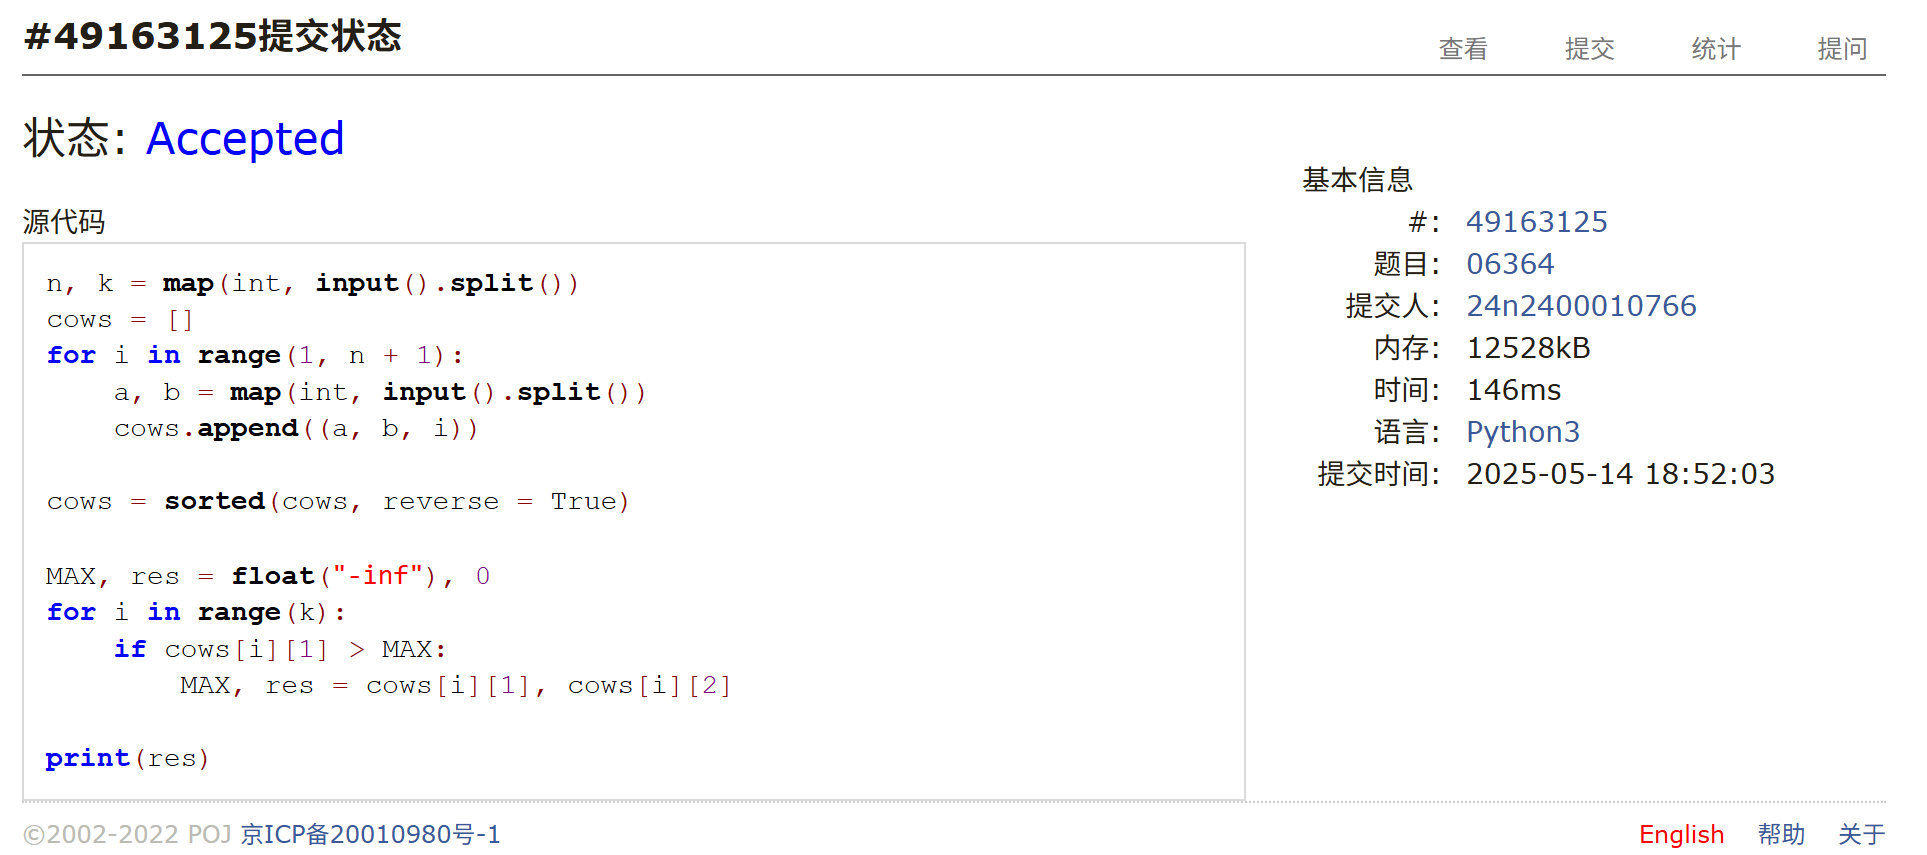 #49163125提交状态
查看 提交 统计 提问
状态: Accepted
源代码
n, k = map(int, input().split())
cows = []
for i in range(1, n + 1):
    a, b = map(int, input().split())
    cows.append((a, b, i))
cows = sorted(cows, reverse = True)
MAX, res = float("-inf"), 0
for i in range(k):
    if cows[i][1] > MAX:
        MAX, res = cows[i][1], cows[i][2]
print(res)
基本信息
#: 49163125
题目: 06364
提交人: 24n2400010766
内存: 12528kB
时间: 146ms
语言: Python3
提交时间: 2025-05-14 18:52:03
©2002-2022 POJ 京ICP备20010980号-1
English 帮助 关于